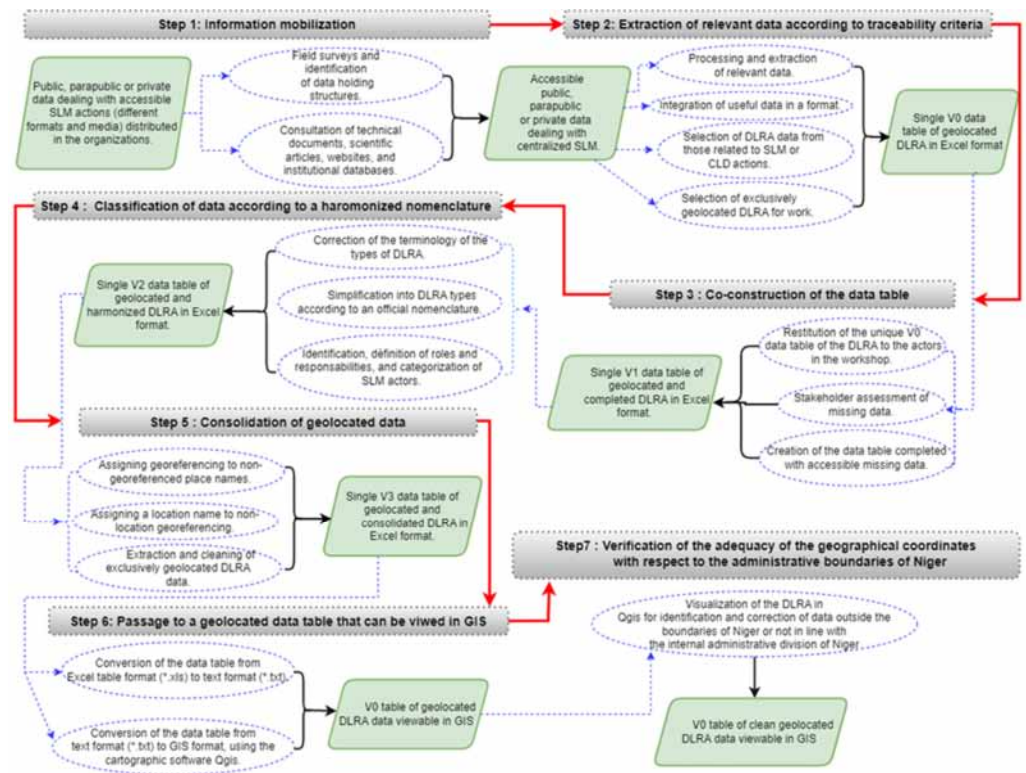 Step 1: Information mobilization
Step 2: Extraction of relevant data according to traceability criteria
Public, parapublic or private
data dealing with accessible
SLM actions (different
formats and media) distributed
in the organizations.
Field surveys and
identification
of data holding
structures.
Consultation of technical
documents, scientific
articles, websites, and
institutional databases.
Accessible
public,
parapublic
or private data
dealing with
centralized SLM.
Processing and extraction
of relevant data.
Integration of useful data in a format
Selection of DLRA data from
those related to SLM or
CLD actions.
Selection of exclusively
geolocated DLRA for work.
Single V0 data
table of geolocated
DLRA in Excel format
Step 4 : Classification of data according to a haromonized nomenclature
Correction of the terminology of the
types of DLRA.
Simplification into DLRA types
according to an official nomenclature.
Identification, définition of roles and
responsabilities, and categorization of
SLM actors.
Single V2 data table of
geolocated and
harmonized DLRA in Excel
format.
Step 3 : Co-construction of the data table
Restitution of the unique V0
data table of the DLRA to the actors
in the workshop.
Stakeholder assessment of
missing data.
Creation of the data table completed
with accessible missing data.
Single V1 data table of
geolocated and
completed DLRA in Excel
format.
Step 5 : Consolidation of geolocated data
Assigning georeferencing to non-
georeferenced place names.
Assigning a location name to non-
location georeferencing.
Extraction and cleaning of
exclusively geolocated DLRA
data.
Single V3 data table of
geolocated and
consolidated DLRA in
Excel format.
Step7 : Verification of the adequacy of the geographical coordinates
with respect to the administrative boundaries of Niger
Step 6: Passage to a geolocated data table that can be viwed in GIS
Conversion of the data table from
Excel table format (*.xls) to text format (*.txt).
Conversion of the data table from
text format (*.txt) to GIS format, using the
cartographic software Qgis.
V0 table of geolocated
DLRA data viewable in GIS
Visualization of the DLRA in
Qgis for identification and correction of data outside the
boundaries of Niger or not in line with
the internal administrative division of Niger
V0 table of clean geolocated
DLRA data viewable in GIS